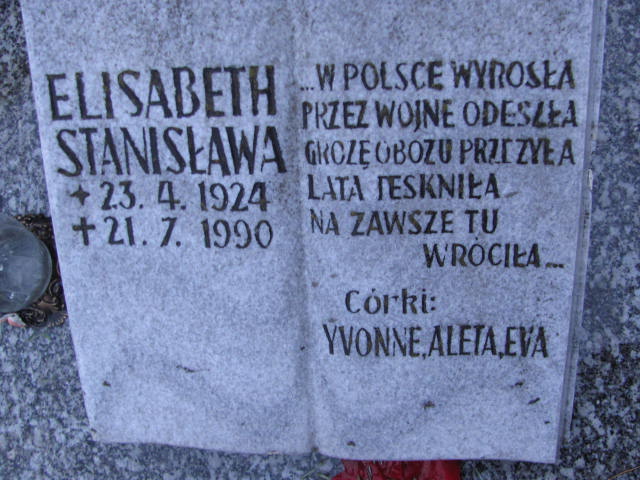 ELISABETH
STANISŁAWA
+ 23. 4. 1924
+ 21. 7. 1990
...W POLSCE WYROSŁA
PRZEZ WOJNE ODESZŁA
GROZĘ OBOZU PRZEŻYŁA
LATA TESKNIŁA
NA ZAWSZE TU
WRÓCIŁA...
CÓRKI:
YVONNE,ALETA,EVA